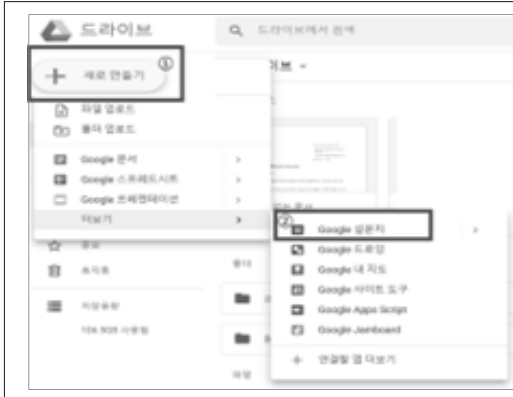 드라이브
드라이브에서 검색
①
새로 만들기
파일 업로드
폴더 업로드
Google 문서
Google 스프레드시트
Google 프레젠테이션
더보기
②
Google 설문지
Google 드로잉
Google 내 지도
Google 사이트 도구
Google Apps Script
Google Jamboard
연결할 앱 더보기
휴지통
폴더
저장용량
파일